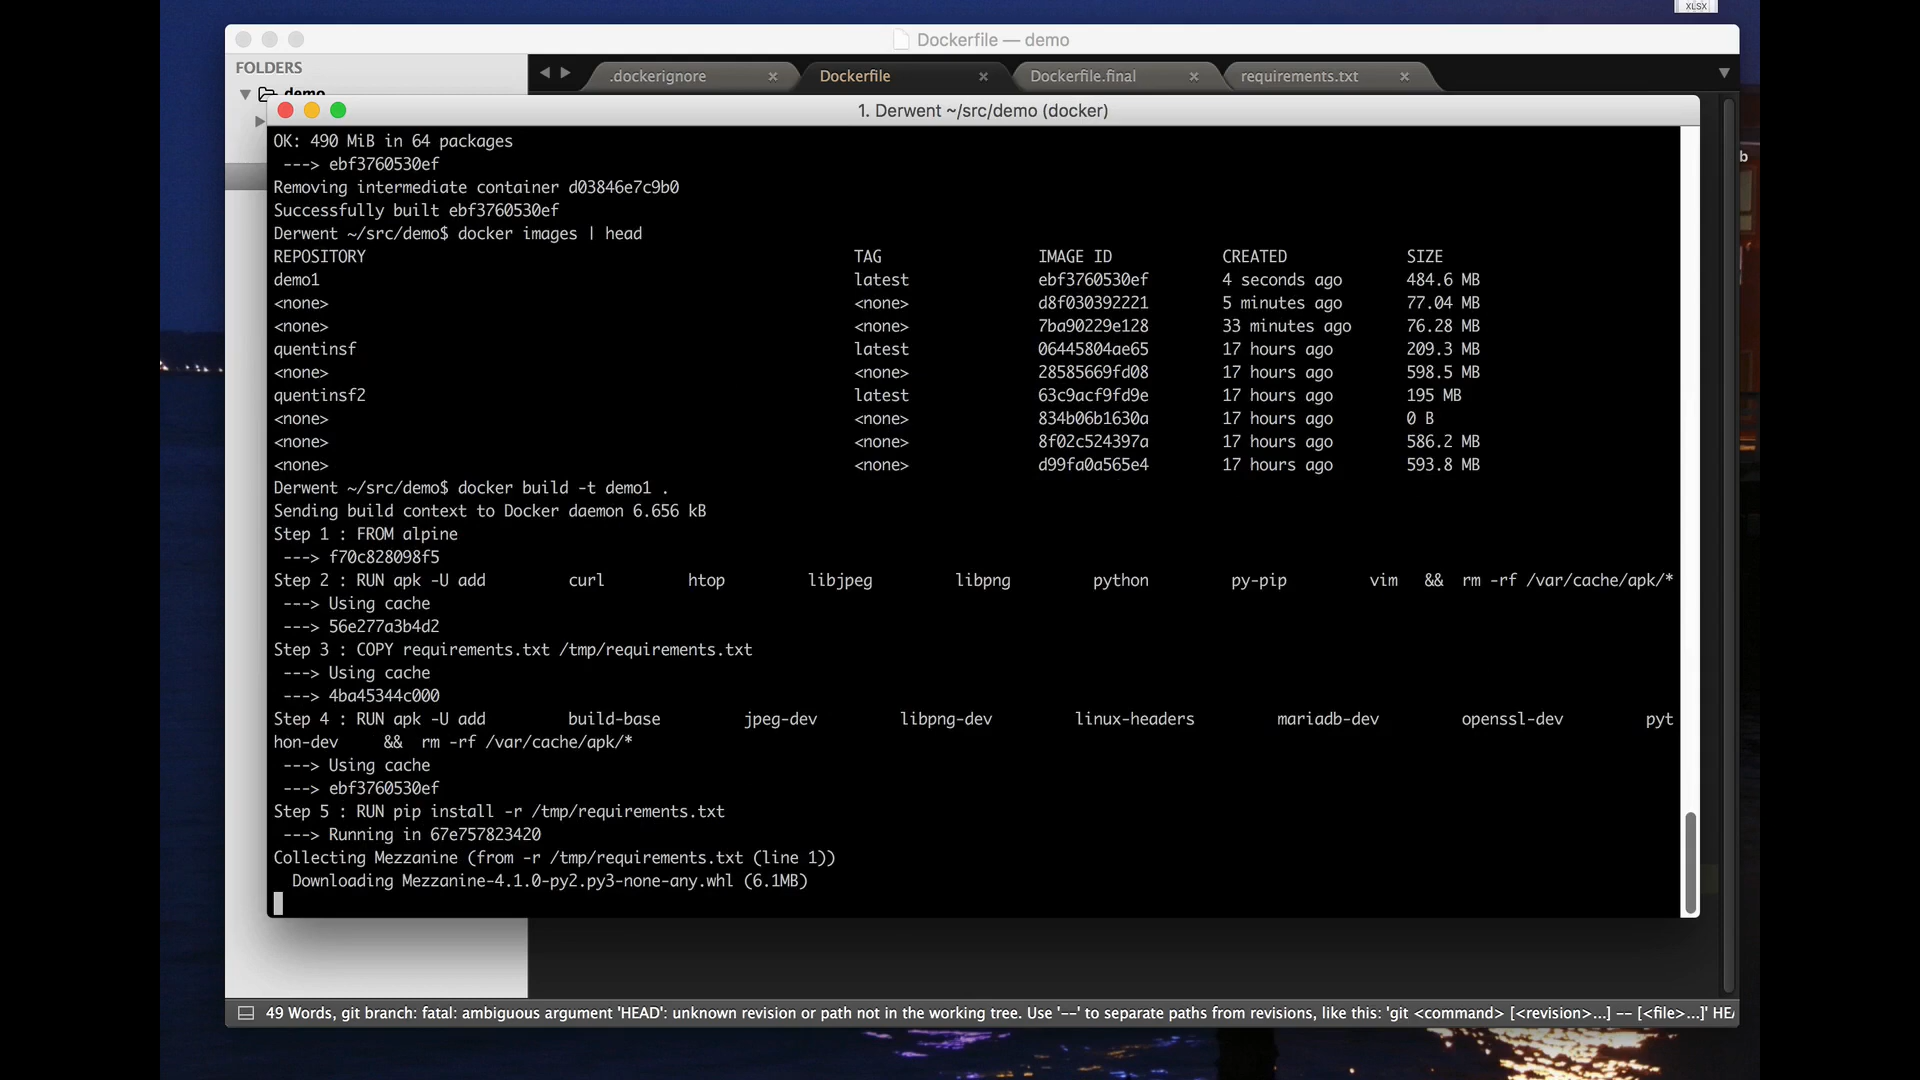 XLSX
Dockerfile — demo
FOLDERS
demo
.dockerignore
Dockerfile
Dockerfile.final
requirements.txt
1. Derwent ~/src/demo (docker)
b
OK: 490 MiB in 64 packages
---> ebf3760530ef
Removing intermediate container d03846e7c9b0
Successfully built ebf3760530ef
Derwent ~/src/demo$ docker images | head
REPOSITORY TAG IMAGE ID CREATED SIZE
demo1 latest ebf3760530ef 4 seconds ago 484.6 MB
<none> <none> d8f030392221 5 minutes ago 77.04 MB
<none> <none> 7ba90229e128 33 minutes ago 76.28 MB
quentinsf latest 06445804ae65 17 hours ago 209.3 MB
<none> <none> 28585669fd08 17 hours ago 598.5 MB
quentinsf2 latest 63c9acf9fd9e 17 hours ago 195 MB
<none> <none> 834b06b1630a 17 hours ago 0 B
<none> <none> 8f02c524397a 17 hours ago 586.2 MB
<none> <none> d99fa0a565e4 17 hours ago 593.8 MB
Derwent ~/src/demo$ docker build -t demo1 .
Sending build context to Docker daemon 6.656 kB
Step 1 : FROM alpine
---> f70c828098f5
Step 2 : RUN apk -U add curl htop libjpeg libpng python py-pip vim && rm -rf /var/cache/apk/*
---> Using cache
---> 56e277a3b4d2
Step 3 : COPY requirements.txt /tmp/requirements.txt
---> Using cache
---> 4ba45344c000
Step 4 : RUN apk -U add build-base jpeg-dev libpng-dev linux-headers mariadb-dev openssl-dev pyt
hon-dev && rm -rf /var/cache/apk/*
---> Using cache
---> ebf3760530ef
Step 5 : RUN pip install -r /tmp/requirements.txt
---> Running in 67e757823420
Collecting Mezzanine (from -r /tmp/requirements.txt (line 1))
Downloading Mezzanine-4.1.0-py2.py3-none-any.whl (6.1MB)
49 Words, git branch: fatal: ambiguous argument 'HEAD': unknown revision or path not in the working tree. Use '--' to separate paths from revisions, like this: 'git <command> [<revision>...] -- [<file>...]' HEA